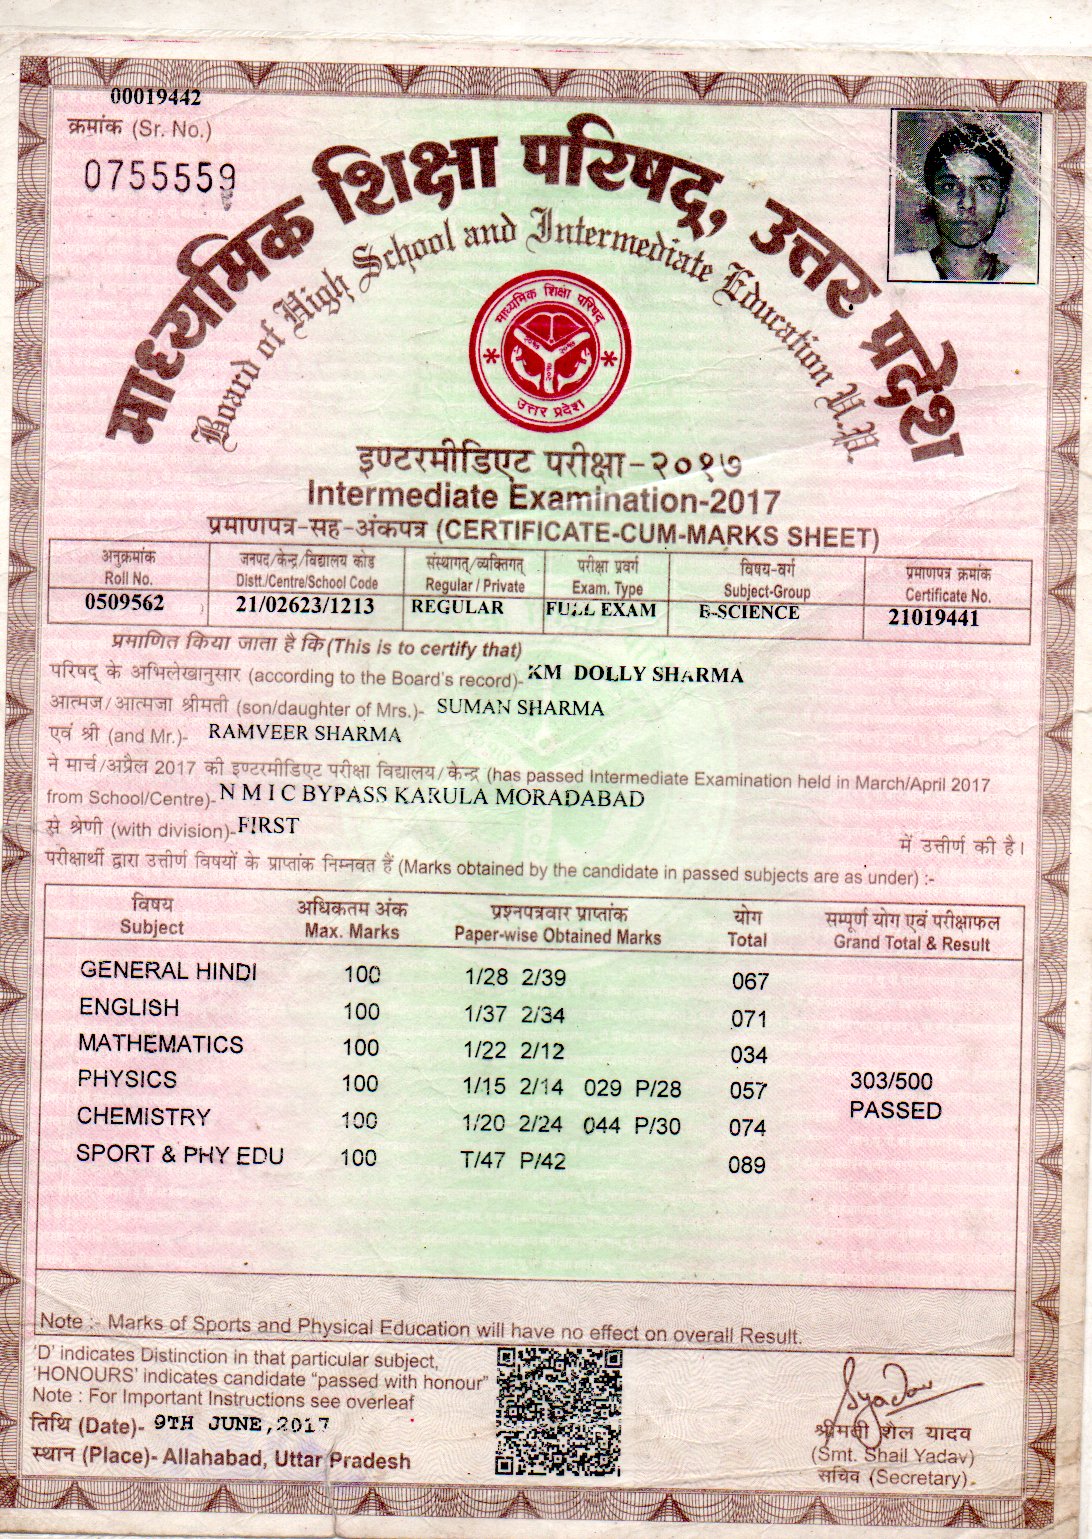 00019442
क्रमांक (Sr. No.)
0755559
माध्यमिक शिक्षा परिषद्, उत्तर प्रदेश
Board of High School and Intermediate Education U.P.
माध्यमिक शिक्षा परिषद्
उत्तर प्रदेश
इण्टरमीडिएट परीक्षा-२०१७
Intermediate Examination-2017
प्रमाणपत्र-सह-अंकपत्र (CERTIFICATE-CUM-MARKS SHEET)
अनुक्रमांक जनपद/केन्द्र/विद्यालय कोड संस्थागत्/व्यक्तिगत् परीक्षा प्रवर्ग विषय-वर्ग प्रमाणपत्र क्रमांक
Roll No. Distt./Centre/School Code Regular / Private Exam. Type Subject-Group Certificate No.
0509562 21/02623/1213 REGULAR FULL EXAM B-SCIENCE 21019441
प्रमाणित किया जाता है कि (This is to certify that)
परिषद् के अभिलेखानुसार (according to the Board's record)- KM DOLLY SHARMA
आत्मज/आत्मजा श्रीमती (son/daughter of Mrs.)- SUMAN SHARMA
एवं श्री (and Mr.)- RAMVEER SHARMA
ने मार्च/अप्रैल 2017 की इण्टरमीडिएट परीक्षा विद्यालय/केन्द्र (has passed Intermediate Examination held in March/April 2017
from School/Centre)- N M I C BYPASS KARULA MORADABAD
से श्रेणी (with division)- FIRST में उत्तीर्ण की है।
परीक्षार्थी द्वारा उत्तीर्ण विषयों के प्राप्तांक निम्नवत हैं (Marks obtained by the candidate in passed subjects are as under) :-
विषय अधिकतम अंक प्रश्नपत्रवार प्राप्तांक योग सम्पूर्ण योग एवं परीक्षाफल
Subject Max. Marks Paper-wise Obtained Marks Total Grand Total & Result
GENERAL HINDI 100 1/28 2/39 067
ENGLISH 100 1/37 2/34 071
MATHEMATICS 100 1/22 2/12 034
PHYSICS 100 1/15 2/14 029 P/28 057 303/500
CHEMISTRY 100 1/20 2/24 044 P/30 074 PASSED
SPORT & PHY EDU 100 T/47 P/42 089
Note :- Marks of Sports and Physical Education will have no effect on overall Result.
'D' indicates Distinction in that particular subject,
'HONOURS' indicates candidate "passed with honour"
Note : For Important Instructions see overleaf
तिथि (Date)- 9TH JUNE,2017
स्थान (Place)- Allahabad, Uttar Pradesh
श्रीमती शैल यादव
(Smt. Shail Yadav)
सचिव (Secretary)